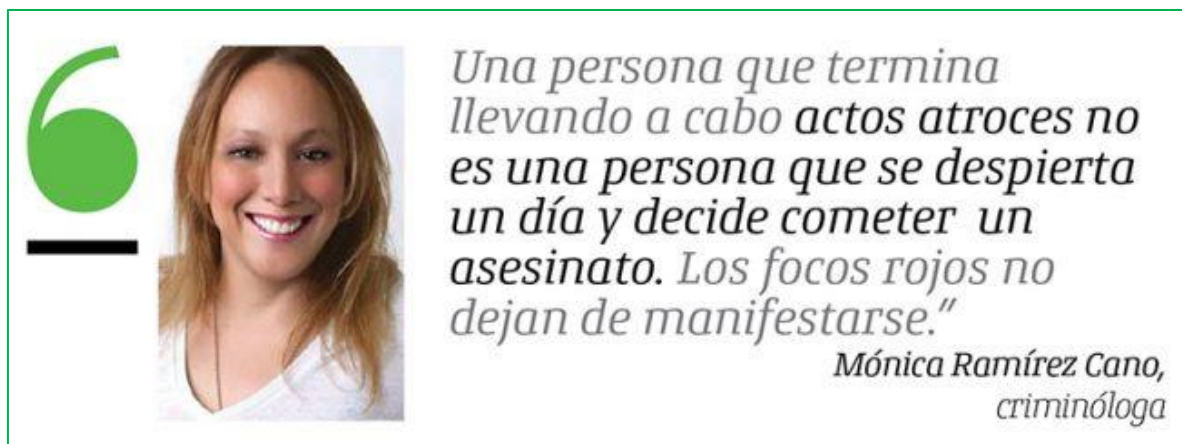 Una persona que termina
llevando a cabo actos atroces no
es una persona que se despierta
un día y decide cometer un
asesinato. Los focos rojos no
dejan de manifestarse.”
Mónica Ramírez Cano,
criminóloga